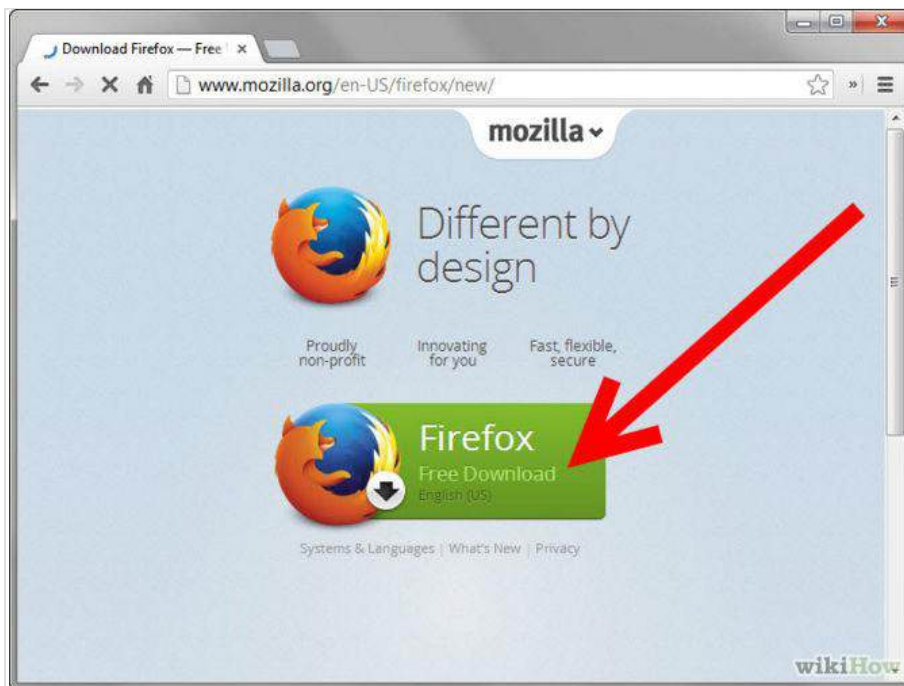 Download Firefox — Free
www.mozilla.org/en-US/firefox/new/
mozilla
Different by
design
Proudly
non-profit
Innovating
for you
Fast, flexible,
secure
Firefox
Free Download
English (US)
Systems & Languages | What's New | Privacy
wikiHow